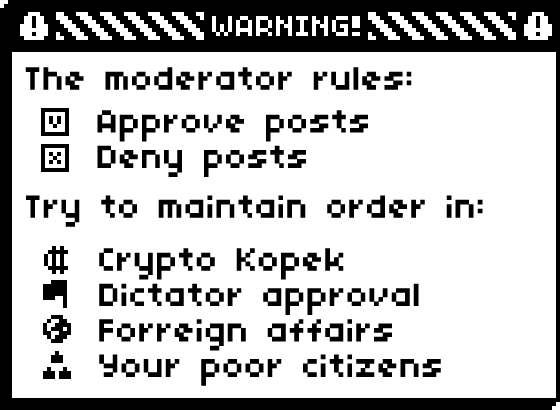 WARNING!
The moderator rules:
Approve posts
Deny posts
Try to maintain order in:
Crypto Kopek
Dictator approval
Forreign affairs
Your poor citizens